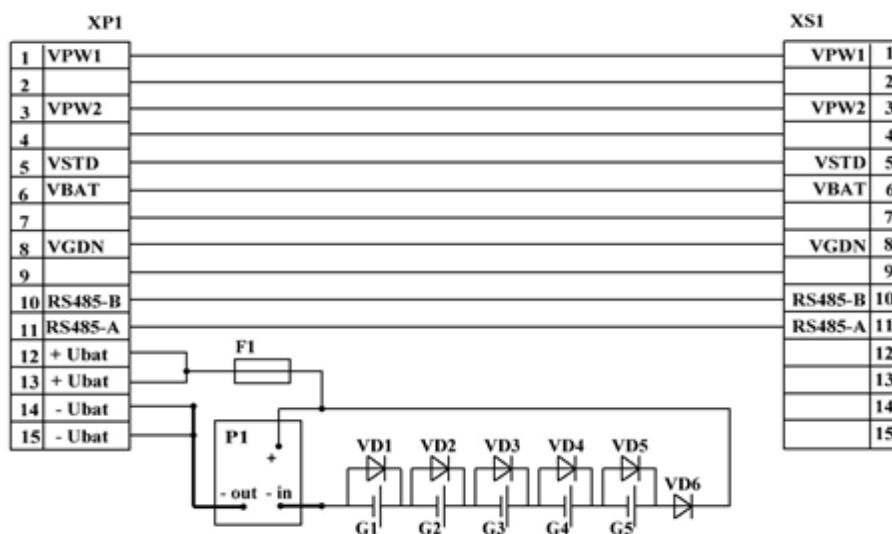 XP1 XS1
1 VPW1 VPW1 1
2 2
3 VPW2 VPW2 3
4 4
5 VSTD VSTD 5
6 VBAT VBAT 6
7 7
8 VGDN VGDN 8
9 9
10 RS485-B RS485-B 10
11 RS485-A RS485-A 11
12 + Ubat F1 12
13 + Ubat 13
14 - Ubat 14
15 - Ubat 15
P1 VD1 VD2 VD3 VD4 VD5
+
VD6
- out - in
G1 G2 G3 G4 G5